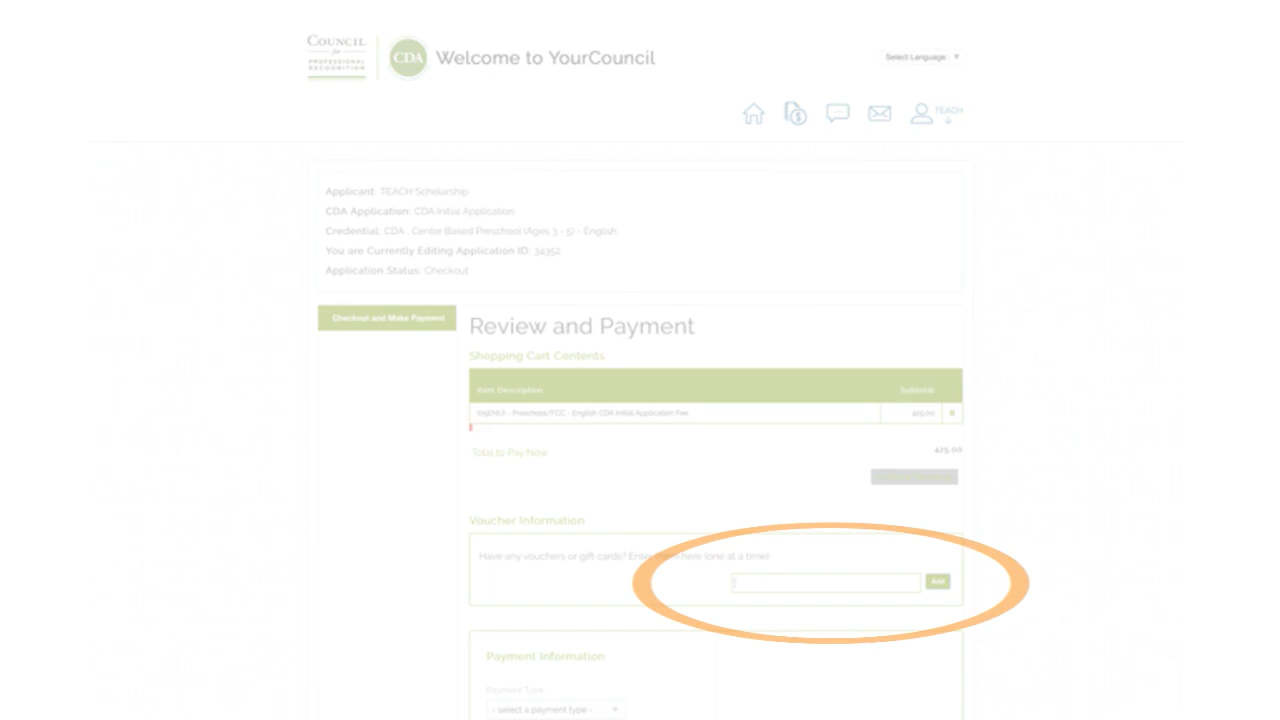 COUNCIL
for
PROFESSIONAL
RECOGNITION
CDA
Welcome to YourCouncil
Select Language ▼
TEACH
Applicant: TEACH Scholarship
CDA Application: CDA Initial Application
Credential: CDA , Center Based Preschool (Ages 3 - 5) - English
You are Currently Editing Application ID: 34352
Application Status: Checkout
Checkout and Make Payment
Review and Payment
Shopping Cart Contents
Item Description Subtotal
- Preschool/FCC - English CDA Initial Application Fee 425.00
Total to Pay Now 425.00
Voucher Information
Have any vouchers or gift cards? Enter them here (one at a time)
Add
Payment Information
Payment Type
- select a payment type -